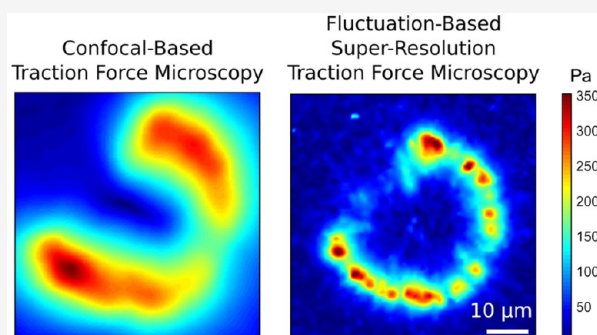 Confocal-Based
Traction Force Microscopy
Fluctuation-Based
Super-Resolution
Traction Force Microscopy
Pa
350
300
250
200
150
100
50
10 μm